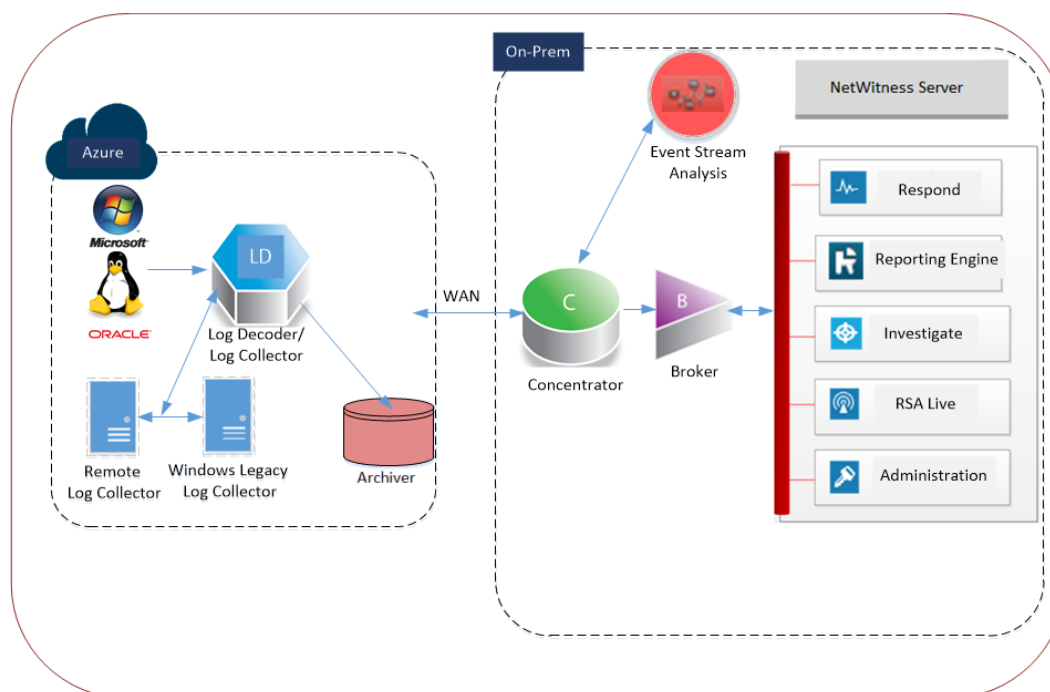 On-Prem
NetWitness Server
Azure
Event Stream
Analysis
Respond
Microsoft
LD
Reporting Engine
WAN
C
B
ORACLE
Log Decoder/
Log Collector
Investigate
Concentrator
Broker
RSA Live
Remote
Log Collector
Windows Legacy
Log Collector
Archiver
Administration